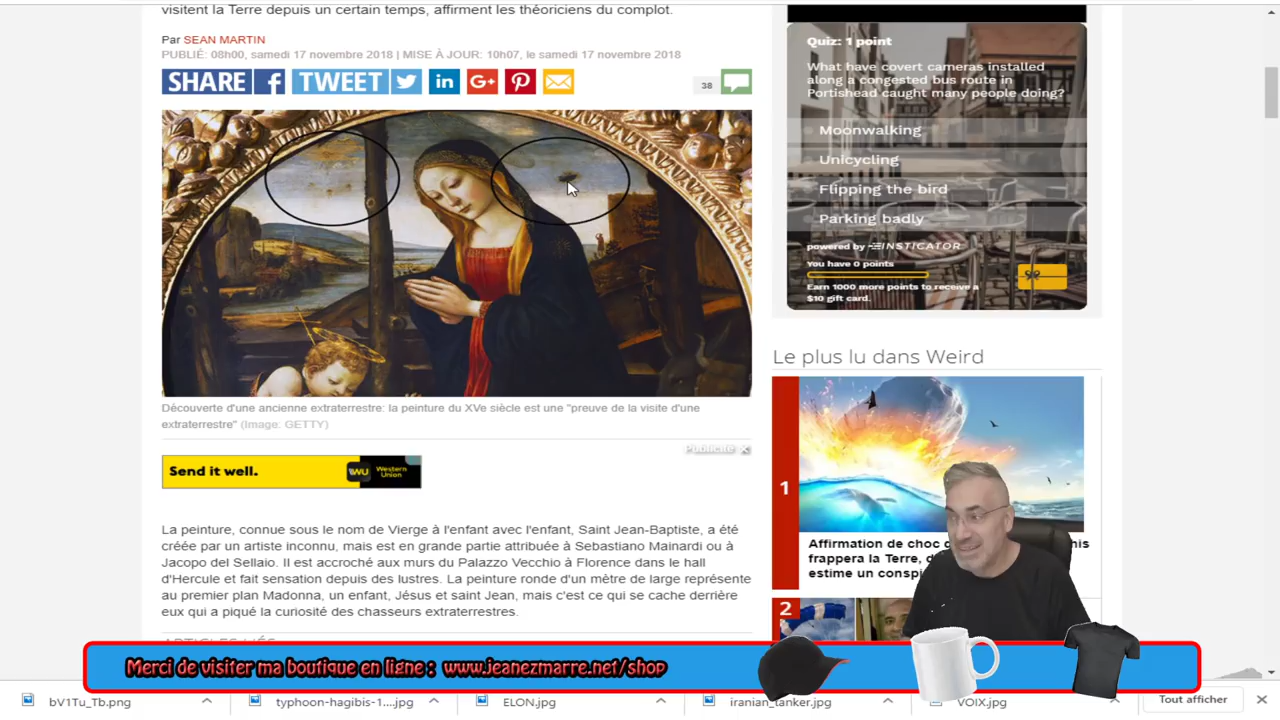 visitent la Terre depuis un certain temps, affirment les théoriciens du complot.
Par SEAN MARTIN
PUBLIÉ: 08h00, samedi 17 novembre 2018 | MISE À JOUR: 10h07, le samedi 17 novembre 2018
SHARE f TWEET in G+
38
Découverte d'une ancienne extraterrestre: la peinture du XVe siècle est une "preuve de la visite d'une
extraterrestre" (Image: GETTY)
Publicité
Send it well. WU Western
Union
La peinture, connue sous le nom de Vierge à l'enfant avec l'enfant, Saint Jean-Baptiste, a été
créée par un artiste inconnu, mais est en grande partie attribuée à Sebastiano Mainardi ou à
Jacopo del Sellaio. Il est accroché aux murs du Palazzo Vecchio à Florence dans le hall
d'Hercule et fait sensation depuis des lustres. La peinture ronde d'un mètre de large représente
au premier plan Madonna, un enfant, Jésus et saint Jean, mais c'est ce qui se cache derrière
eux qui a piqué la curiosité des chasseurs extraterrestres.
Quiz: 1 point
What have covert cameras installed
along a congested bus route in
Portishead caught many people doing?
Moonwalking
Unicycling
Flipping the bird
Parking badly
powered by INSTICATOR
You have 0 points
Earn 1000 more points to receive a
$10 gift card.
Le plus lu dans Weird
1
Affirmation de choc
frappera la Terre,
estime un
2
Merci de visiter ma boutique en ligne : www.jeanezmarre.net/shop
bV1Tu_Tb.png
typhoon-hagibis-1....jpg
ELON.jpg
iranian_tanker.jpg
VOIX.jpg
Tout afficher